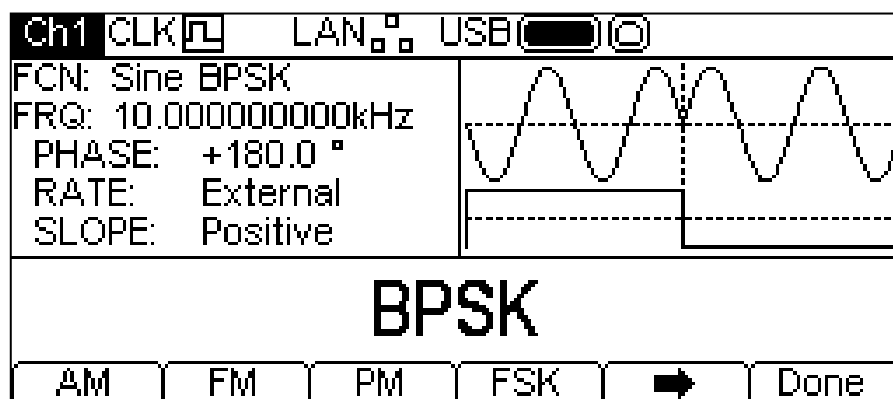 Ch1 CLK LAN USB
FCN: Sine BPSK
FRQ: 10.000000000kHz
PHASE: +180.0 °
RATE: External
SLOPE: Positive
BPSK
AM FM PM FSK ➡ Done